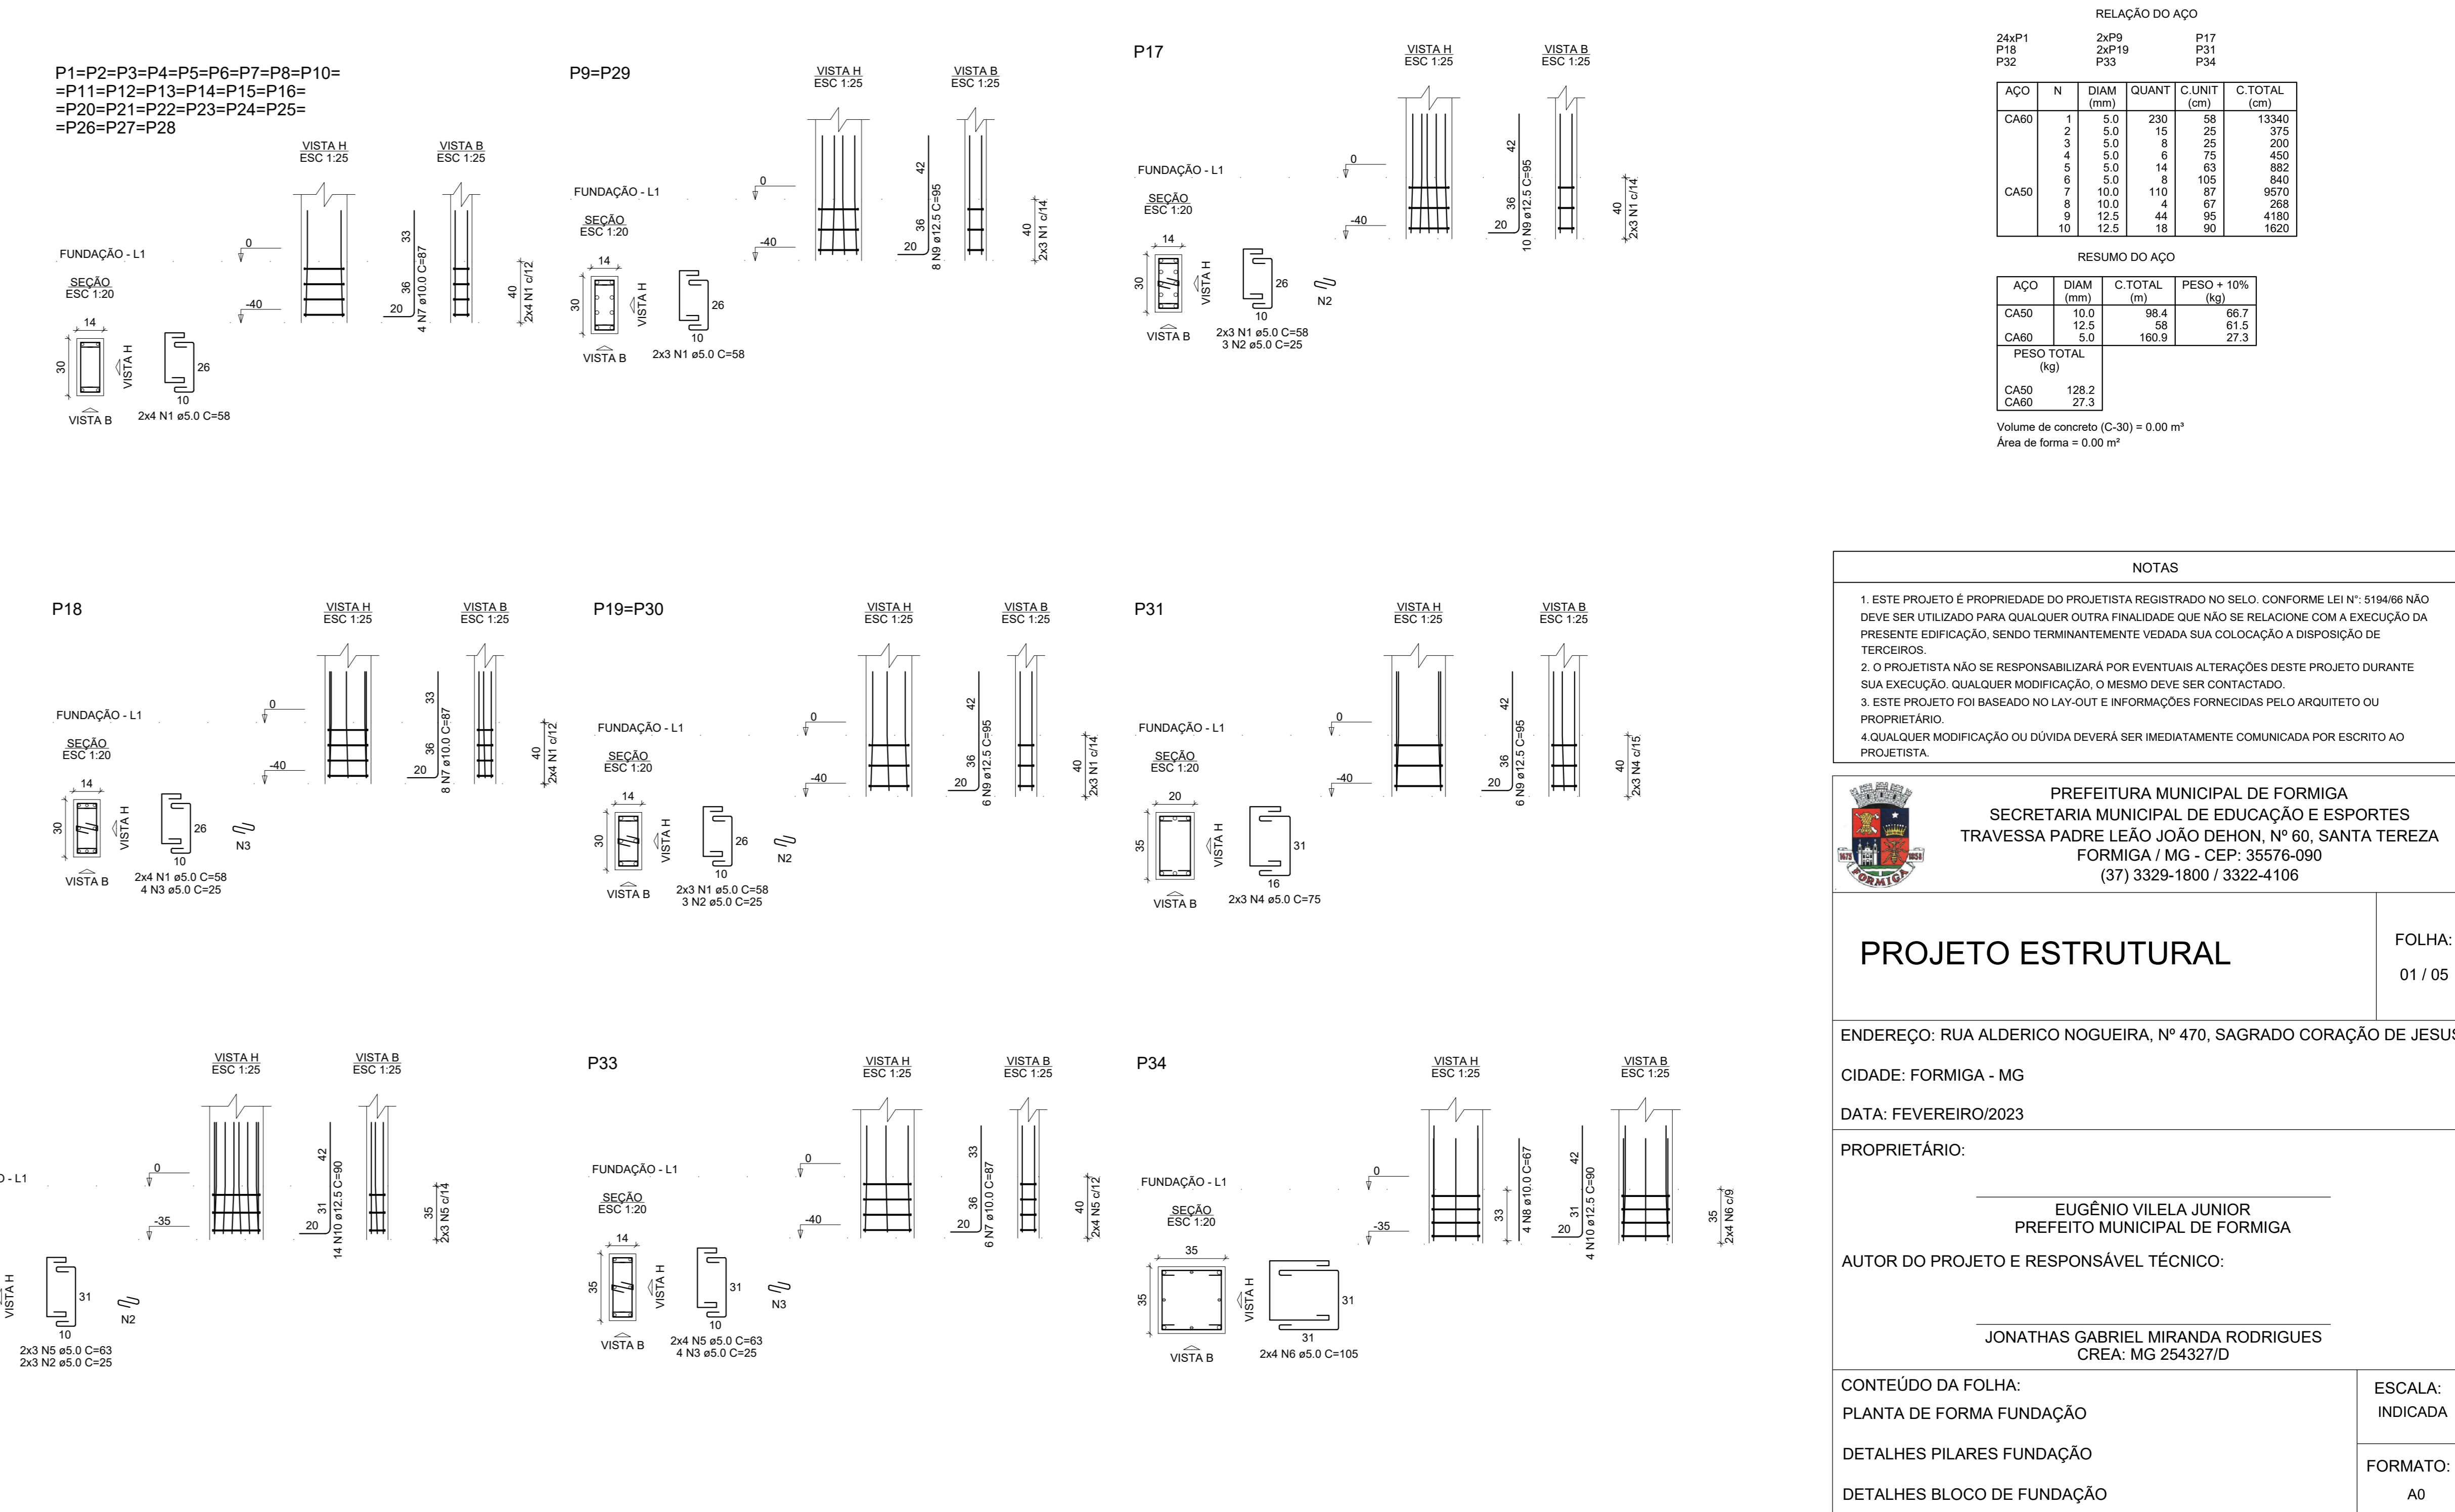 P1=P2=P3=P4=P5=P6=P7=P8=P10=
=P11=P12=P13=P14=P15=P16=
=P20=P21=P22=P23=P24=P25=
=P26=P27=P28
VISTA H
ESC 1:25
VISTA B
ESC 1:25
FUNDAÇÃO - L1
SEÇÃO
ESC 1:20
0
-40
33
36
20
4 N7 ø10.0 C=87
40
2x4 N1 c/12
14
30
VISTA H
VISTA B
26
10
2x4 N1 ø5.0 C=58
P9=P29
VISTA H
ESC 1:25
VISTA B
ESC 1:25
FUNDAÇÃO - L1
SEÇÃO
ESC 1:20
0
-40
42
36
20
8 N9 ø12.5 C=95
40
2x3 N1 c/14
14
30
VISTA H
VISTA B
26
10
2x3 N1 ø5.0 C=58
P17
VISTA H
ESC 1:25
VISTA B
ESC 1:25
FUNDAÇÃO - L1
SEÇÃO
ESC 1:20
0
-40
42
36
20
10 N9 ø12.5 C=95
40
2x3 N1 c/14
14
30
VISTA H
VISTA B
26
10
N2
2x3 N1 ø5.0 C=58
3 N2 ø5.0 C=25
RELAÇÃO DO AÇO
24xP1 2xP9 P17
P18 2xP19 P31
P32 P33 P34
AÇO N DIAM QUANT C.UNIT C.TOTAL
(mm) (cm) (cm)
CA60 1 5.0 230 58 13340
2 5.0 15 25 375
3 5.0 8 25 200
4 5.0 6 75 450
5 5.0 14 63 882
6 5.0 8 105 840
CA50 7 10.0 110 87 9570
8 10.0 4 67 268
9 12.5 44 95 4180
10 12.5 18 90 1620
RESUMO DO AÇO
AÇO DIAM C.TOTAL PESO + 10%
(mm) (m) (kg)
CA50 10.0 98.4 66.7
12.5 58 61.5
CA60 5.0 160.9 27.3
PESO TOTAL
(kg)
CA50 128.2
CA60 27.3
Volume de concreto (C-30) = 0.00 m³
Área de forma = 0.00 m²
P18
VISTA H
ESC 1:25
VISTA B
ESC 1:25
FUNDAÇÃO - L1
SEÇÃO
ESC 1:20
0
-40
33
36
20
8 N7 ø10.0 C=87
40
2x4 N1 c/12
14
30
VISTA H
VISTA B
26
10
N3
2x4 N1 ø5.0 C=58
4 N3 ø5.0 C=25
P19=P30
VISTA H
ESC 1:25
VISTA B
ESC 1:25
FUNDAÇÃO - L1
SEÇÃO
ESC 1:20
0
-40
42
36
20
6 N9 ø12.5 C=95
40
2x3 N1 c/14
14
30
VISTA H
VISTA B
26
10
N2
2x3 N1 ø5.0 C=58
3 N2 ø5.0 C=25
P31
VISTA H
ESC 1:25
VISTA B
ESC 1:25
FUNDAÇÃO - L1
SEÇÃO
ESC 1:20
0
-40
42
36
20
6 N9 ø12.5 C=95
40
2x3 N4 c/15
20
35
VISTA H
VISTA B
31
16
2x3 N4 ø5.0 C=75
VISTA H
ESC 1:25
VISTA B
ESC 1:25
O - L1
0
-35
42
31
20
14 N10 ø12.5 C=90
35
2x3 N5 c/14
VISTA H
31
10
N2
2x3 N5 ø5.0 C=63
2x3 N2 ø5.0 C=25
P33
VISTA H
ESC 1:25
VISTA B
ESC 1:25
FUNDAÇÃO - L1
SEÇÃO
ESC 1:20
0
-40
33
36
20
6 N7 ø10.0 C=87
40
2x4 N5 c/12
14
35
VISTA H
VISTA B
31
10
N3
2x4 N5 ø5.0 C=63
4 N3 ø5.0 C=25
P34
VISTA H
ESC 1:25
VISTA B
ESC 1:25
FUNDAÇÃO - L1
SEÇÃO
ESC 1:20
0
-35
33
4 N8 ø10.0 C=67
42
31
20
4 N10 ø12.5 C=90
35
2x4 N6 c/9
35
35
VISTA H
VISTA B
31
31
2x4 N6 ø5.0 C=105
NOTAS
1. ESTE PROJETO É PROPRIEDADE DO PROJETISTA REGISTRADO NO SELO. CONFORME LEI N°: 5194/66 NÃO
DEVE SER UTILIZADO PARA QUALQUER OUTRA FINALIDADE QUE NÃO SE RELACIONE COM A EXECUÇÃO DA
PRESENTE EDIFICAÇÃO, SENDO TERMINANTEMENTE VEDADA SUA COLOCAÇÃO A DISPOSIÇÃO DE
TERCEIROS.
2. O PROJETISTA NÃO SE RESPONSABILIZARÁ POR EVENTUAIS ALTERAÇÕES DESTE PROJETO DURANTE
SUA EXECUÇÃO. QUALQUER MODIFICAÇÃO, O MESMO DEVE SER CONTACTADO.
3. ESTE PROJETO FOI BASEADO NO LAY-OUT E INFORMAÇÕES FORNECIDAS PELO ARQUITETO OU
PROPRIETÁRIO.
4.QUALQUER MODIFICAÇÃO OU DÚVIDA DEVERÁ SER IMEDIATAMENTE COMUNICADA POR ESCRITO AO
PROJETISTA.
PREFEITURA MUNICIPAL DE FORMIGA
SECRETARIA MUNICIPAL DE EDUCAÇÃO E ESPORTES
TRAVESSA PADRE LEÃO JOÃO DEHON, Nº 60, SANTA TEREZA
FORMIGA / MG - CEP: 35576-090
(37) 3329-1800 / 3322-4106
1675 1858
FORMIGA
PROJETO ESTRUTURAL
FOLHA:
01 / 05
ENDEREÇO: RUA ALDERICO NOGUEIRA, Nº 470, SAGRADO CORAÇÃO DE JESUS
CIDADE: FORMIGA - MG
DATA: FEVEREIRO/2023
PROPRIETÁRIO:
EUGÊNIO VILELA JUNIOR
PREFEITO MUNICIPAL DE FORMIGA
AUTOR DO PROJETO E RESPONSÁVEL TÉCNICO:
JONATHAS GABRIEL MIRANDA RODRIGUES
CREA: MG 254327/D
CONTEÚDO DA FOLHA:
PLANTA DE FORMA FUNDAÇÃO
DETALHES PILARES FUNDAÇÃO
DETALHES BLOCO DE FUNDAÇÃO
ESCALA:
INDICADA
FORMATO:
A0